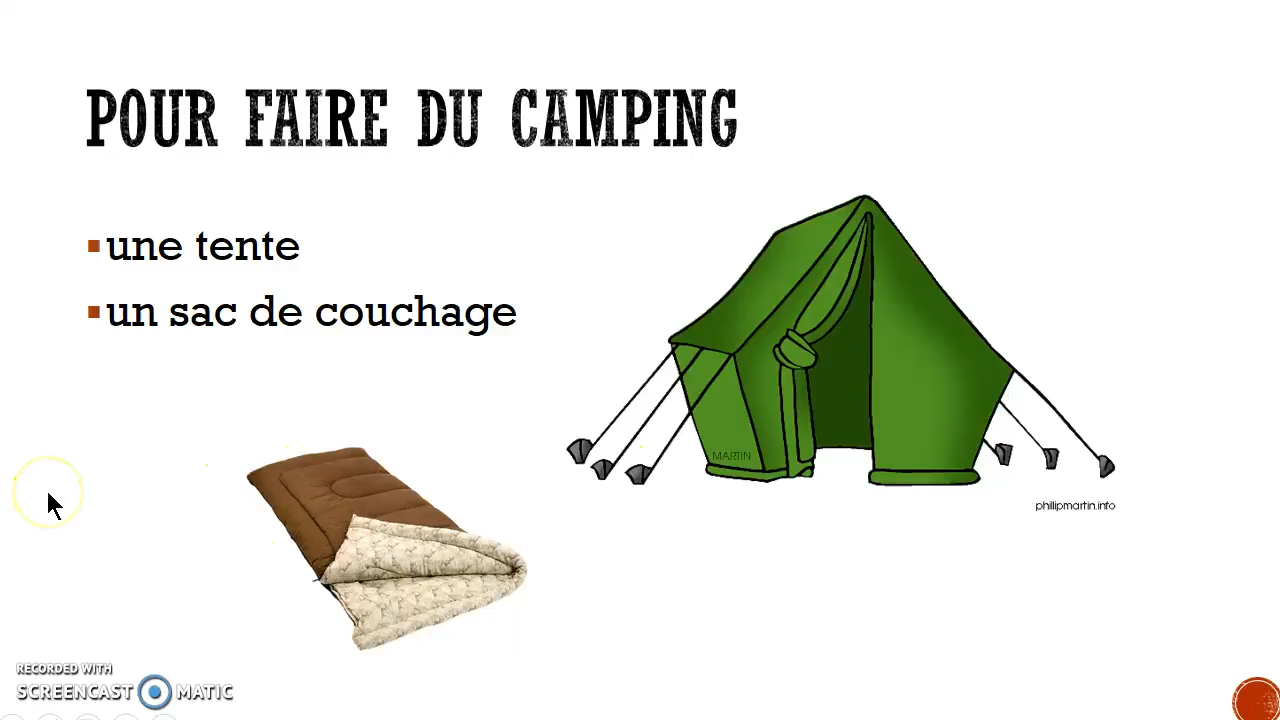 POUR FAIRE DU CAMPING
une tente
un sac de couchage
MARTIN
phillipmartin.info
RECORDED WITH
SCREENCAST MATIC